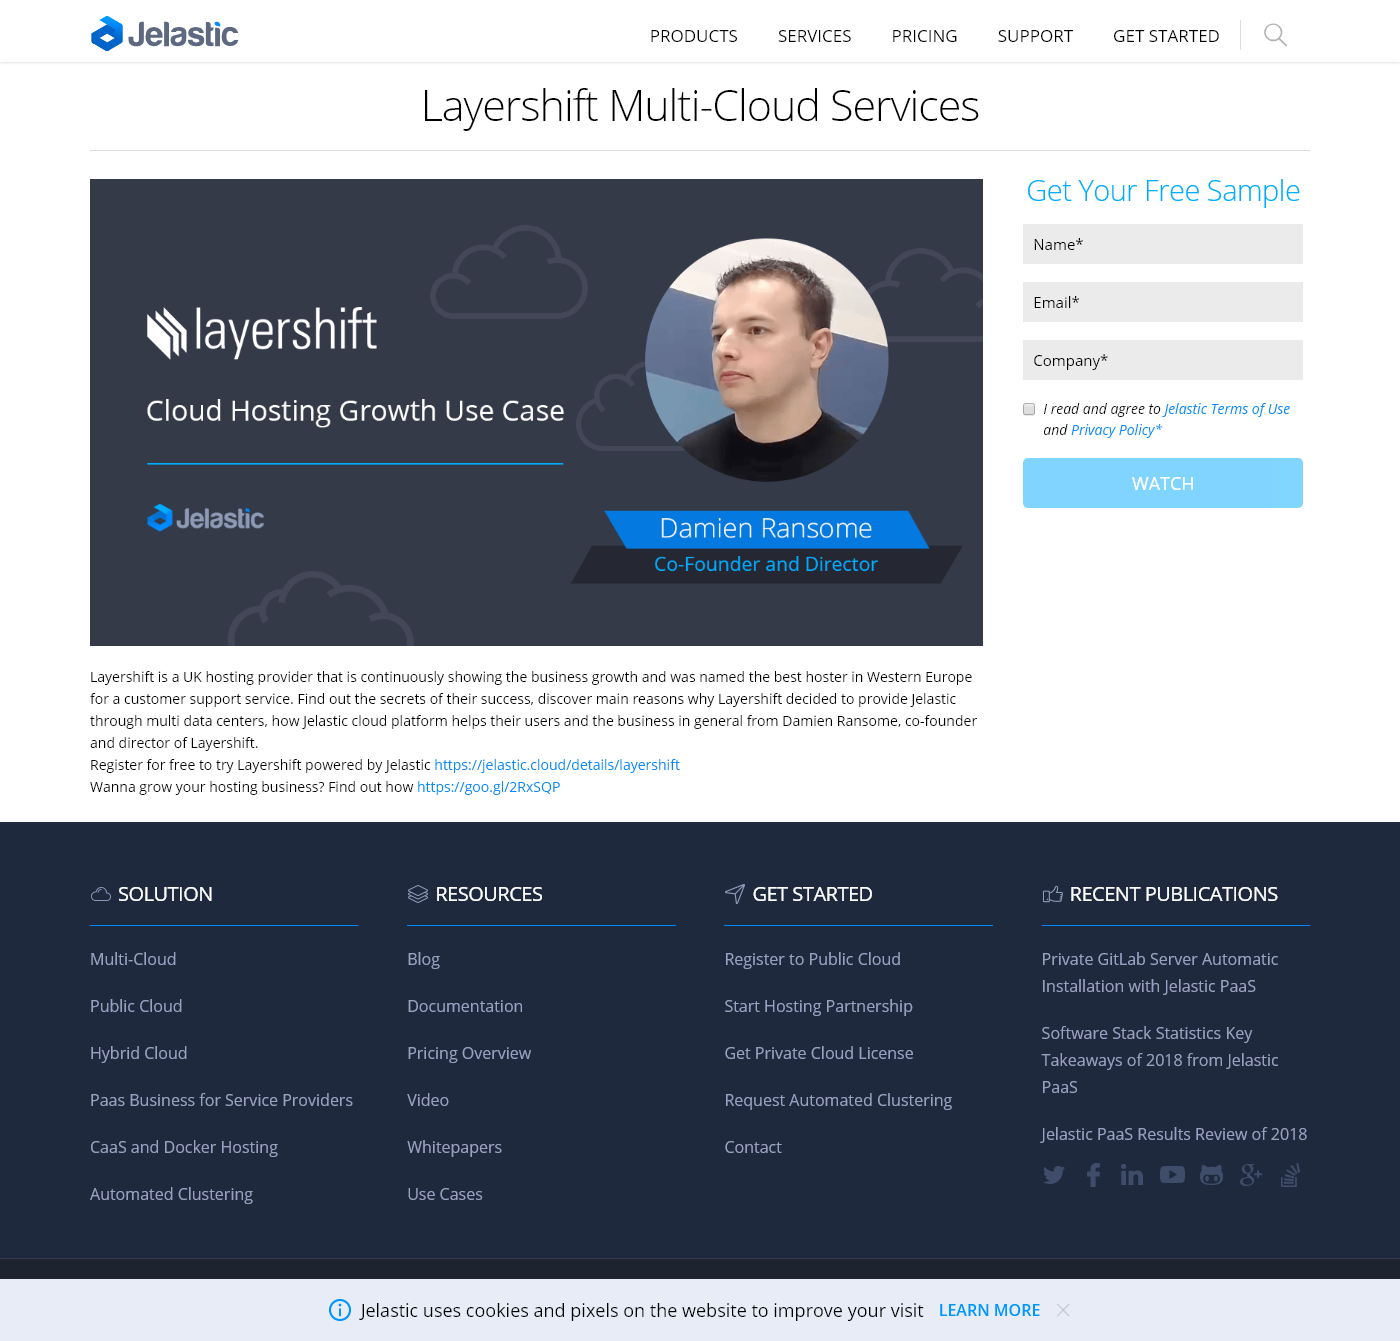 Jelastic
PRODUCTS
SERVICES
PRICING
SUPPORT
GET STARTED
Layershift Multi-Cloud Services
layershift
Cloud Hosting Growth Use Case
Jelastic
Damien Ransome
Co-Founder and Director
Get Your Free Sample
Name*
Email*
Company*
I read and agree to Jelastic Terms of Use
and Privacy Policy*
WATCH
Layershift is a UK hosting provider that is continuously showing the business growth and was named the best hoster in Western Europe
for a customer support service. Find out the secrets of their success, discover main reasons why Layershift decided to provide Jelastic
through multi data centers, how Jelastic cloud platform helps their users and the business in general from Damien Ransome, co-founder
and director of Layershift.
Register for free to try Layershift powered by Jelastic https://jelastic.cloud/details/layershift
Wanna grow your hosting business? Find out how https://goo.gl/2RxSQP
SOLUTION
Multi-Cloud
Public Cloud
Hybrid Cloud
Paas Business for Service Providers
CaaS and Docker Hosting
Automated Clustering
RESOURCES
Blog
Documentation
Pricing Overview
Video
Whitepapers
Use Cases
GET STARTED
Register to Public Cloud
Start Hosting Partnership
Get Private Cloud License
Request Automated Clustering
Contact
RECENT PUBLICATIONS
Private GitLab Server Automatic
Installation with Jelastic PaaS
Software Stack Statistics Key
Takeaways of 2018 from Jelastic
PaaS
Jelastic PaaS Results Review of 2018
Jelastic uses cookies and pixels on the website to improve your visit LEARN MORE